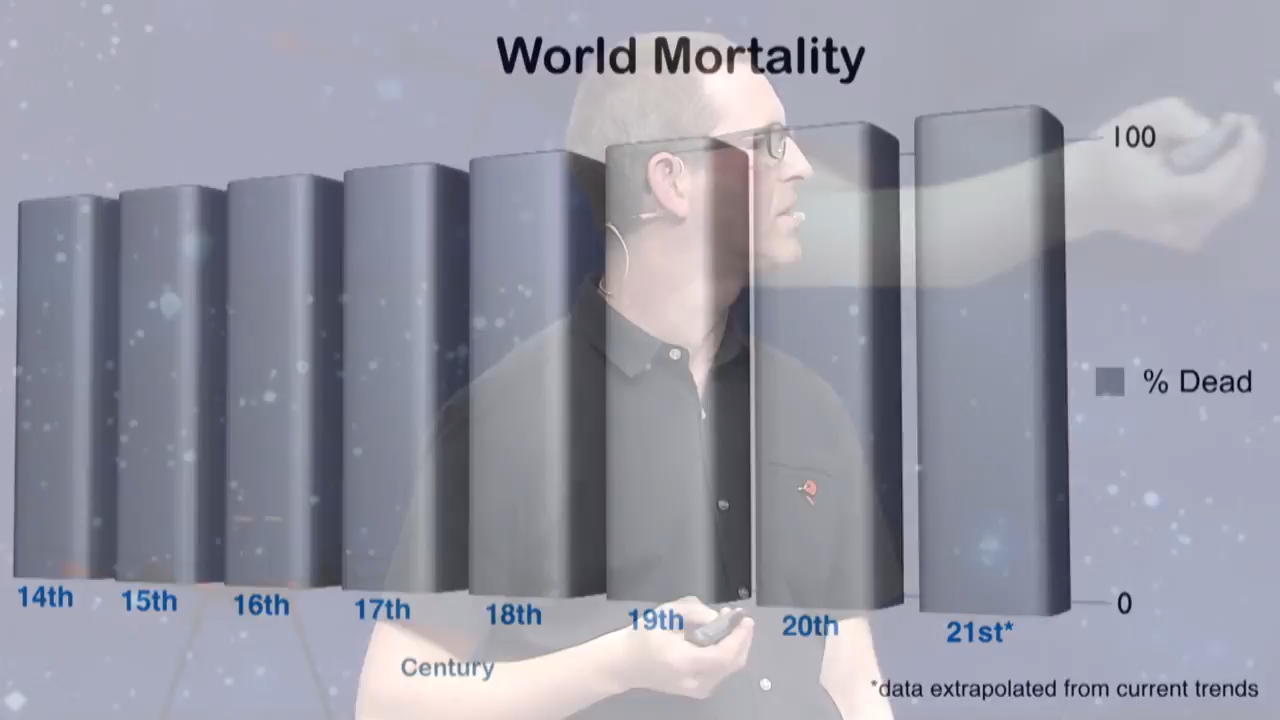 World Mortality
100
% Dead
0
14th
15th
16th
17th
18th
19th
20th
21st*
Century
*data extrapolated from current trends